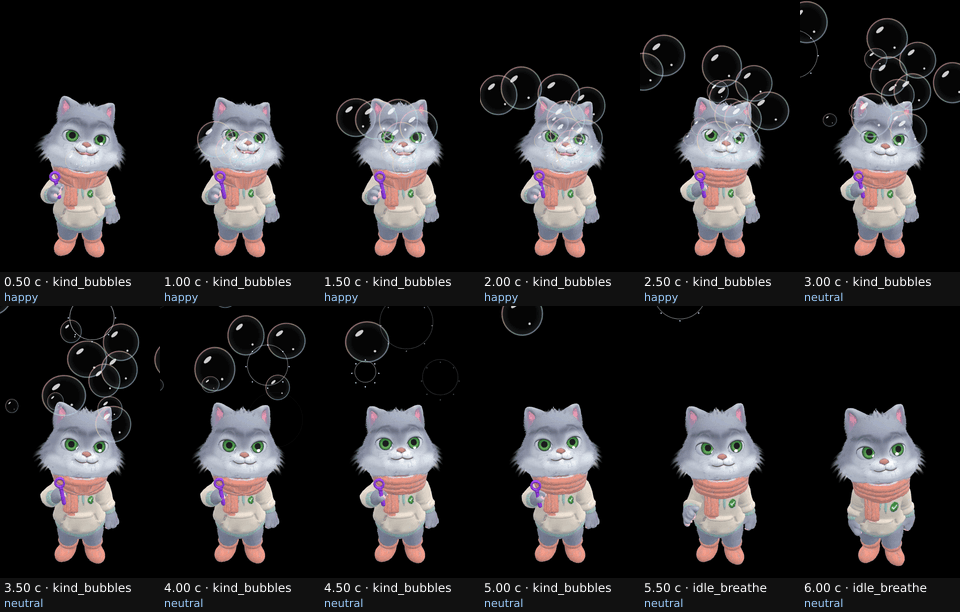 0.50 c · kind_bubbles
happy
1.00 c · kind_bubbles
happy
1.50 c · kind_bubbles
happy
2.00 c · kind_bubbles
happy
2.50 c · kind_bubbles
happy
3.00 c · kind_bubbles
neutral
3.50 c · kind_bubbles
neutral
4.00 c · kind_bubbles
neutral
4.50 c · kind_bubbles
neutral
5.00 c · kind_bubbles
neutral
5.50 c · idle_breathe
neutral
6.00 c · idle_breathe
neutral